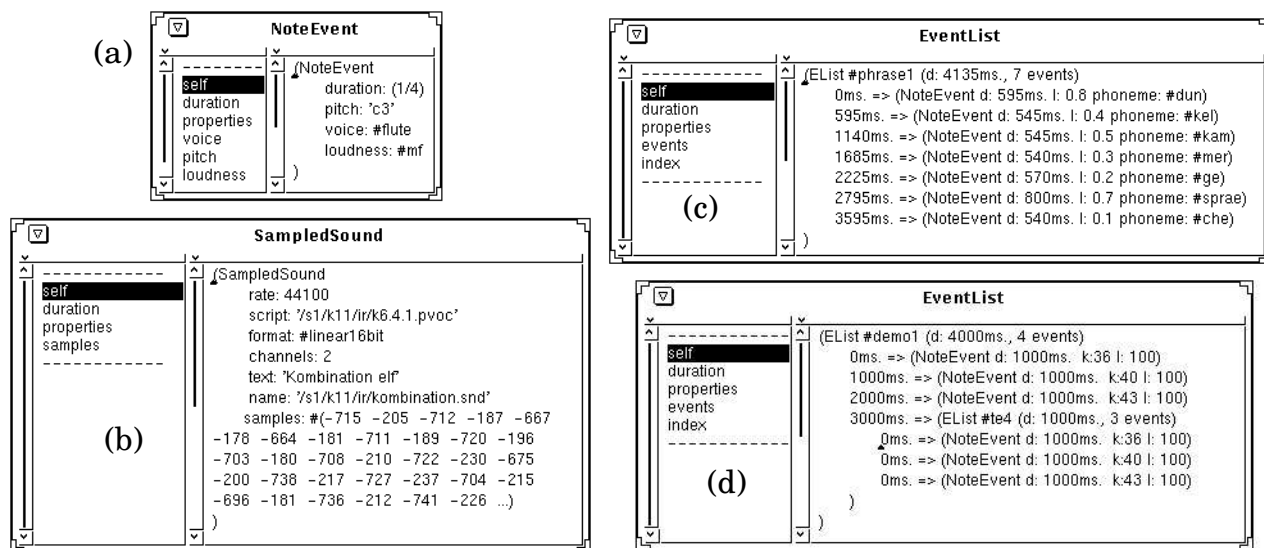 (a)
NoteEvent
self
duration
properties
voice
pitch
loudness
(NoteEvent
duration: (1/4)
pitch: 'c3'
voice: #flute
loudness: #mf
)
SampledSound
self
duration
properties
samples
(b)
(SampledSound
rate: 44100
script: '/s1/k11/ir/k6.4.1.pvoc'
format: #linear16bit
channels: 2
text: 'Kombination elf'
name: '/s1/k11/ir/kombination.snd'
samples: #(-715 -205 -712 -187 -667
-178 -664 -181 -711 -189 -720 -196
-703 -180 -708 -210 -722 -230 -675
-200 -738 -217 -727 -237 -704 -215
-696 -181 -736 -212 -741 -226 ...)
)
(c)
EventList
self
duration
properties
events
index
(EList #phrase1 (d: 4135ms., 7 events)
0ms. => (NoteEvent d: 595ms. l: 0.8 phoneme: #dun)
595ms. => (NoteEvent d: 545ms. l: 0.4 phoneme: #kel)
1140ms. => (NoteEvent d: 545ms. l: 0.5 phoneme: #kam)
1685ms. => (NoteEvent d: 540ms. l: 0.3 phoneme: #mer)
2225ms. => (NoteEvent d: 570ms. l: 0.2 phoneme: #ge)
2795ms. => (NoteEvent d: 800ms. l: 0.7 phoneme: #sprae)
3595ms. => (NoteEvent d: 540ms. l: 0.1 phoneme: #che)
)
EventList
self
duration
properties
events
index
(d)
(EList #demo1 (d: 4000ms., 4 events)
0ms. => (NoteEvent d: 1000ms. k:36 l: 100)
1000ms. => (NoteEvent d: 1000ms. k:40 l: 100)
2000ms. => (NoteEvent d: 1000ms. k:43 l: 100)
3000ms. => (EList #te4 (d: 1000ms., 3 events)
0ms. => (NoteEvent d: 1000ms. k:36 l: 100)
0ms. => (NoteEvent d: 1000ms. k:40 l: 100)
0ms. => (NoteEvent d: 1000ms. k:43 l: 100)
)
)